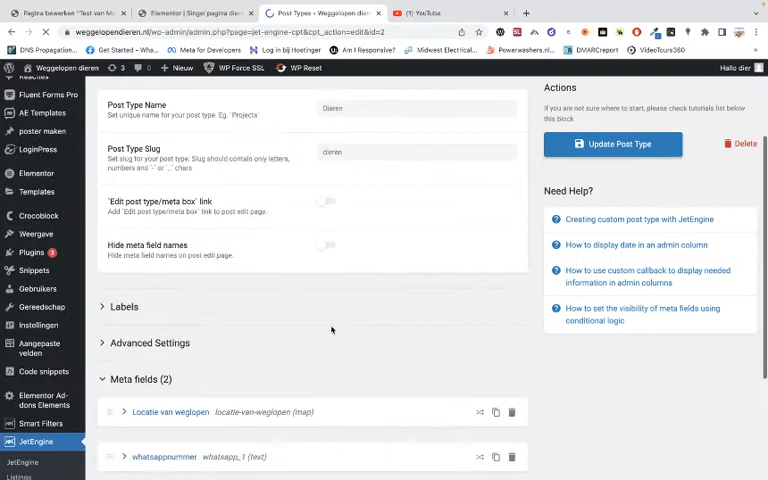 Pagina bewerken "Test van M
Elementor | Singel pagina dieren
Post Types ‹ Weggelopen dieren
YouTube
weggelopendieren.nl/wp-admin/admin.php?page=jet-engine-cpt&cpt_action=edit&id=2
DNS Propagation...
Get Started – Wha...
Meta for Developers
Log in bij Hostinger
Am I Responsive?
Midwest Electrical...
Powerwashers.nl...
DMARCreport
VideoTours360
Weggelopen dieren
3
0
Nieuw
WP Force SSL
WP Reset
Hallo dier
Reacties
Fluent Forms Pro
AE Templates
poster maken
LoginPress
Elementor
Templates
Crocoblock
Weergave
Plugins 3
Snippets
Gebruikers
Gereedschap
Instellingen
Aangepaste
velden
Code snippets
Elementor Add-
dons Elements
Smart Filters
JetEngine
JetEngine
Listings
Post Type Name
Set unique name for your post type. Eg. `Projects`
Dieren
Post Type Slug
Set slug for your post type. Slug should contain only letters,
numbers and `-` or `_` chars
dieren
`Edit post type/meta box` link
Add `Edit post type/meta box` link to post edit page.
Hide meta field names
Hide meta field names on post edit page.
Labels
Advanced Settings
Meta fields (2)
Locatie van weglopen locatie-van-weglopen (map)
whatsappnummer whatsapp_1 (text)
Actions
If you are not sure where to start, please check tutorials list below
this block
Update Post Type
Delete
Need Help?
Creating custom post type with JetEngine
How to display date in an admin column
How to use custom callback to display needed
information in admin columns
How to set the visibility of meta fields using
conditional logic